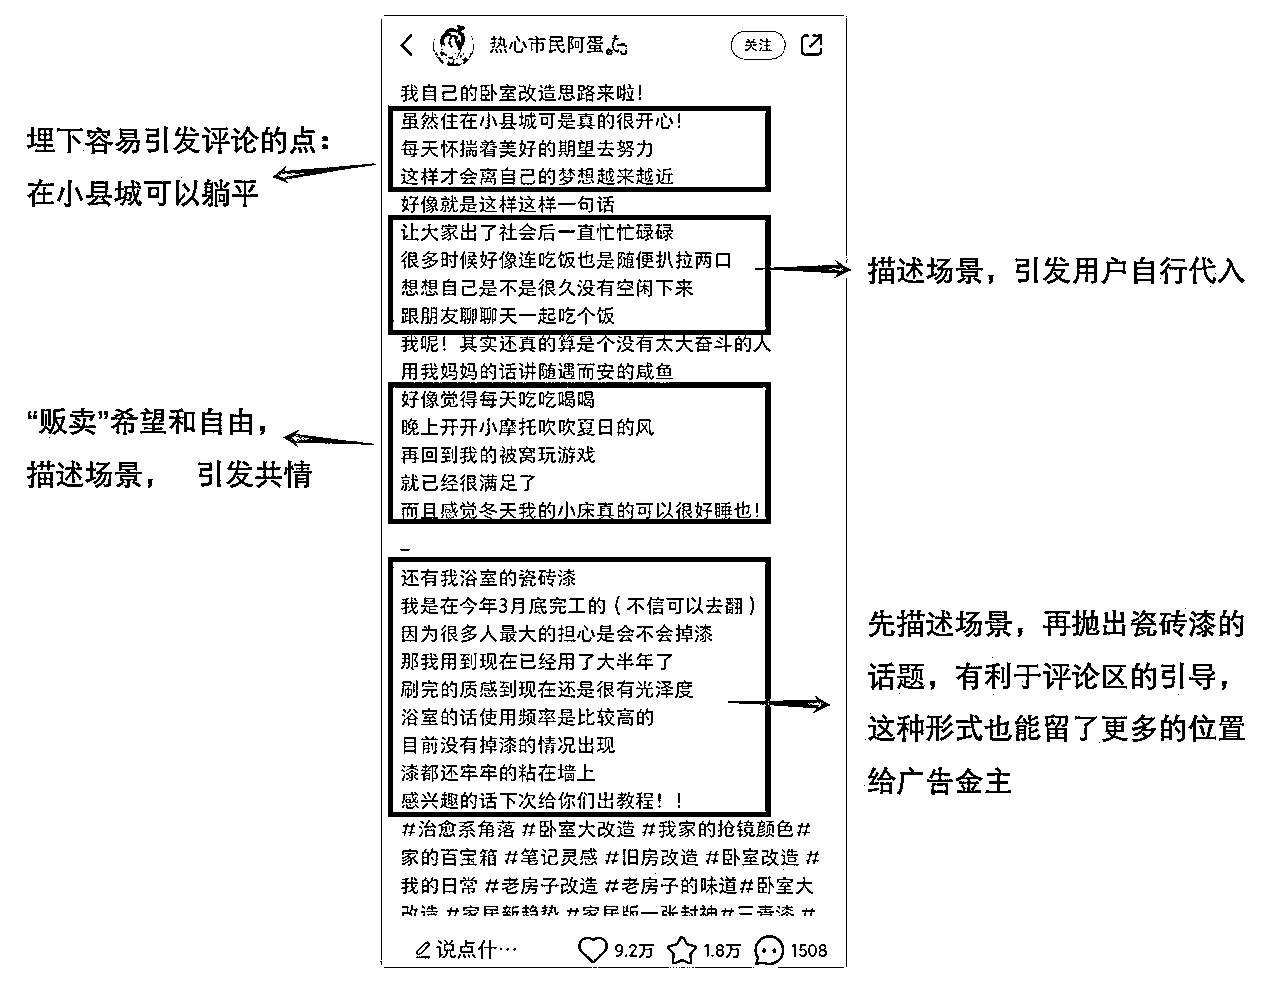 热心市民阿蛋
关注
我自己的卧室改造思路来啦！
虽然住在小县城可是真的很开心！
每天怀揣着美好的期望去努力
这样才会离自己的梦想越来越近
好像就是这样这样一句话
让大家出了社会后一直忙忙碌碌
很多时候好像连吃饭也是随便扒拉两口
想想自己是不是很久没有空闲下来
跟朋友聊聊天一起吃个饭
我呢！其实还真的算是个没有太大奋斗的人
用我妈妈的话讲随遇而安的咸鱼
好像觉得每天吃吃喝喝
晚上开开小摩托吹吹夏日的风
再回到我的被窝玩游戏
就已经很满足了
而且感觉冬天我的小床真的可以很好睡也！
–
还有我浴室的瓷砖漆
我是在今年3月底完工的（不信可以去翻）
因为很多人最大的担心是会不会掉漆
那我用到现在已经用了大半年了
刷完的质感到现在还是很有光泽度
浴室的话使用频率是比较高的
目前没有掉漆的情况出现
漆都还牢牢的粘在墙上
感兴趣的话下次给你们出教程！！
#治愈系角落 #卧室大改造 #我家的抢镜颜色#
家的百宝箱 #笔记灵感 #旧房改造 #卧室改造 #
我的日常 #老房子改造 #老房子的味道#卧室大
改造 #家居新趋势 #家居版一张封神#三青漆 #
说点什…
9.2万
1.8万
1508
埋下容易引发评论的点：
在小县城可以躺平
描述场景，引发用户自行代入
“贩卖”希望和自由，
描述场景， 引发共情
先描述场景，再抛出瓷砖漆的
话题，有利于评论区的引导，
这种形式也能留了更多的位置
给广告金主